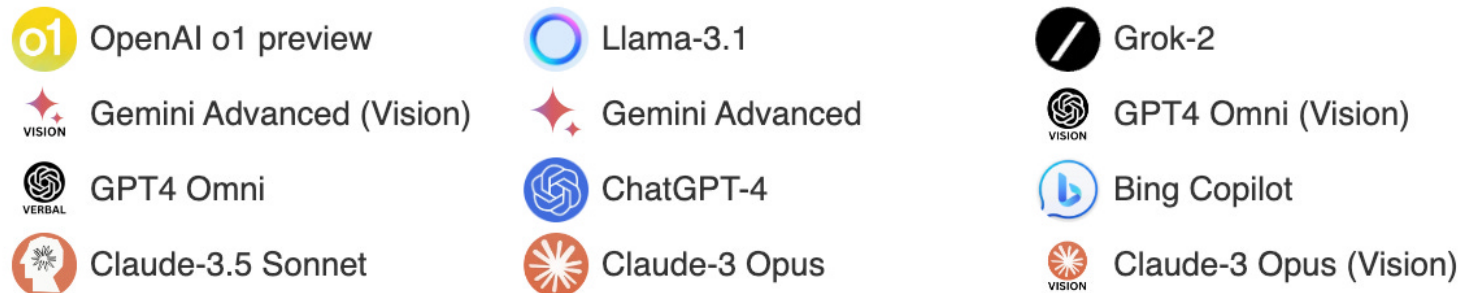 o1 OpenAI o1 preview Llama-3.1 Grok-2
VISION Gemini Advanced (Vision) Gemini Advanced VISION GPT4 Omni (Vision)
VERBAL GPT4 Omni ChatGPT-4 Bing Copilot
Claude-3.5 Sonnet Claude-3 Opus VISION Claude-3 Opus (Vision)